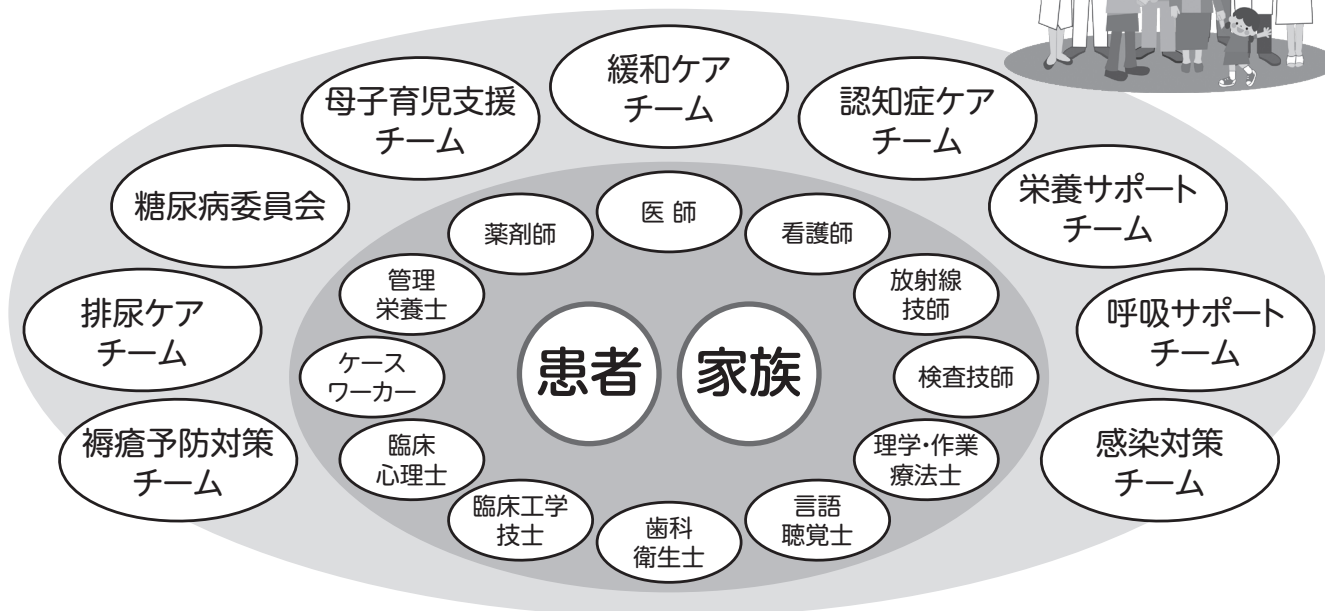 緩和ケア
チーム
母子育児支援
チーム
認知症ケア
チーム
糖尿病委員会
栄養サポート
チーム
排尿ケア
チーム
呼吸サポート
チーム
褥瘡予防対策
チーム
感染対策
チーム
医 師
薬剤師
看護師
管理
栄養士
放射線
技師
ケース
ワーカー
検査技師
臨床
心理士
理学・作業
療法士
臨床工学
技士
言語
聴覚士
歯科
衛生士
患者
家族